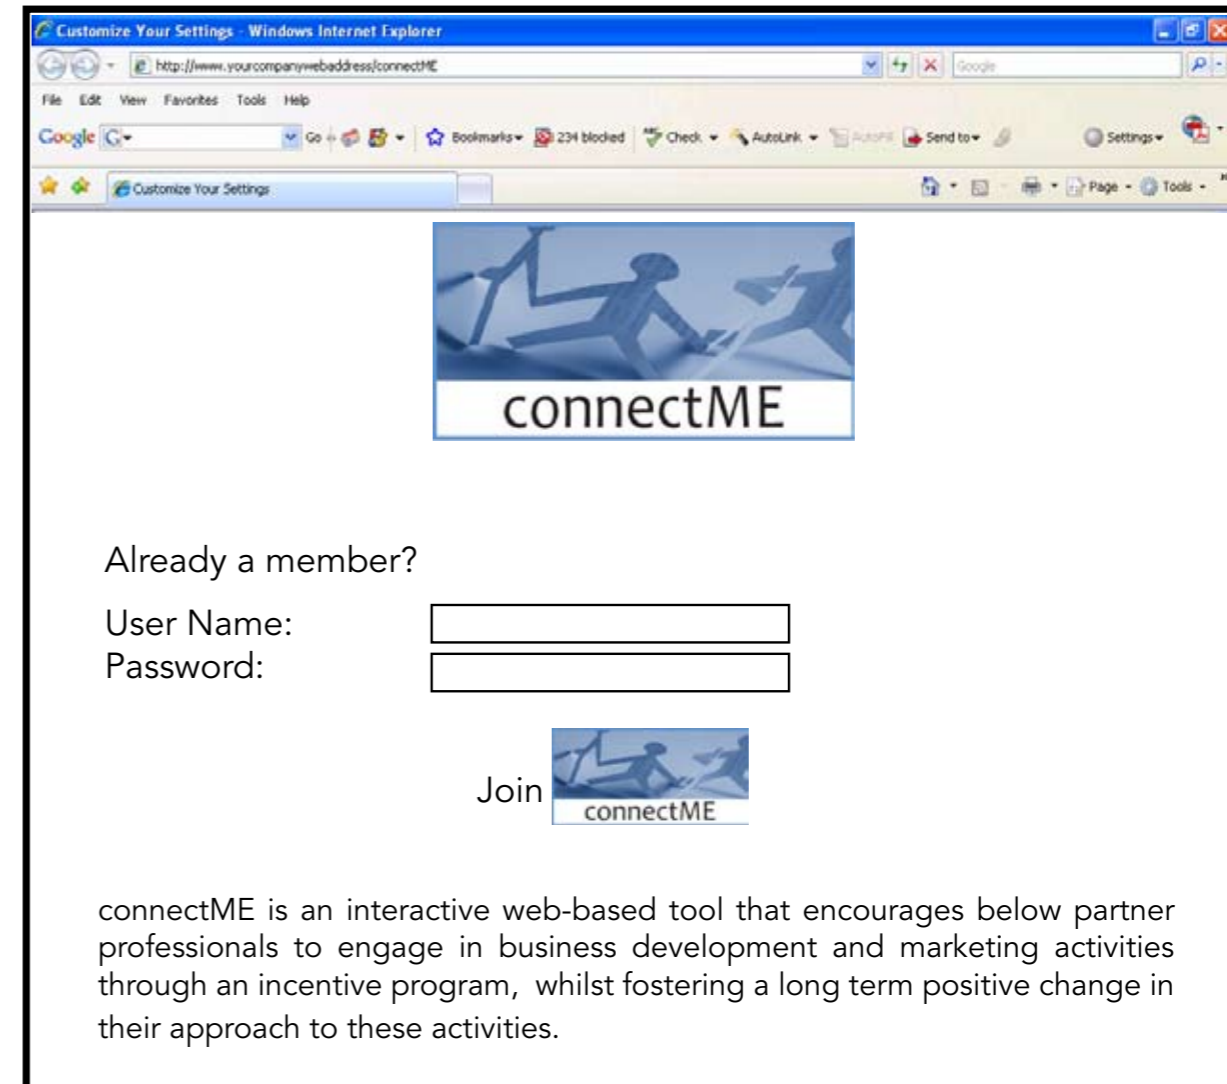 Customize Your Settings - Windows Internet Explorer
http://www.yourcompanywebaddress/connectME
Google
File Edit View Favorites Tools Help
Google G Go Bookmarks 234 blocked Check AutoLink AutoFill Send to Settings
Customize Your Settings Page Tools
connectME
Already a member?
User Name:
Password:
Join connectME
connectME is an interactive web-based tool that encourages below partner
professionals to engage in business development and marketing activities
through an incentive program, whilst fostering a long term positive change in
their approach to these activities.